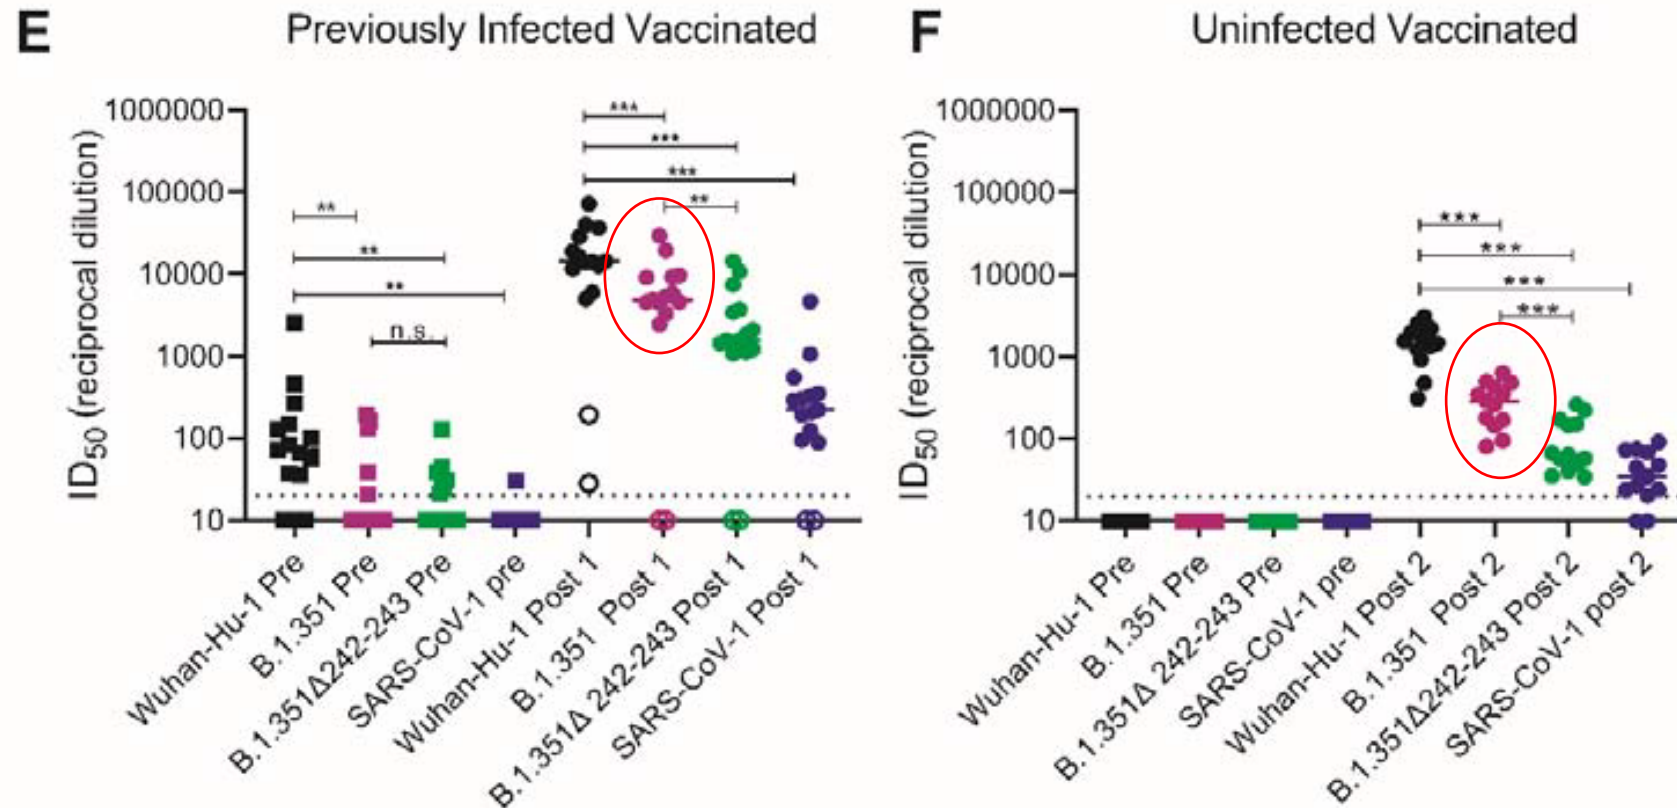 E Previously Infected Vaccinated
ID50 (reciprocal dilution)
1000000
100000
10000
1000
100
10
***
***
***
**
**
**
**
n.s.
Wuhan-Hu-1 Pre
B.1.351 Pre
B.1.351Δ242-243 Pre
SARS-CoV-1 pre
Wuhan-Hu-1 Post 1
B.1.351 Post 1
B.1.351Δ 242-243 Post 1
SARS-CoV-1 Post 1
F Uninfected Vaccinated
ID50 (reciprocal dilution)
1000000
100000
10000
1000
100
10
***
***
***
***
Wuhan-Hu-1 Pre
B.1.351 Pre
B.1.351Δ 242-243 Pre
SARS-CoV-1 pre
Wuhan-Hu-1 Post 2
B.1.351 Post 2
B.1.351Δ242-243 Post 2
SARS-CoV-1 post 2